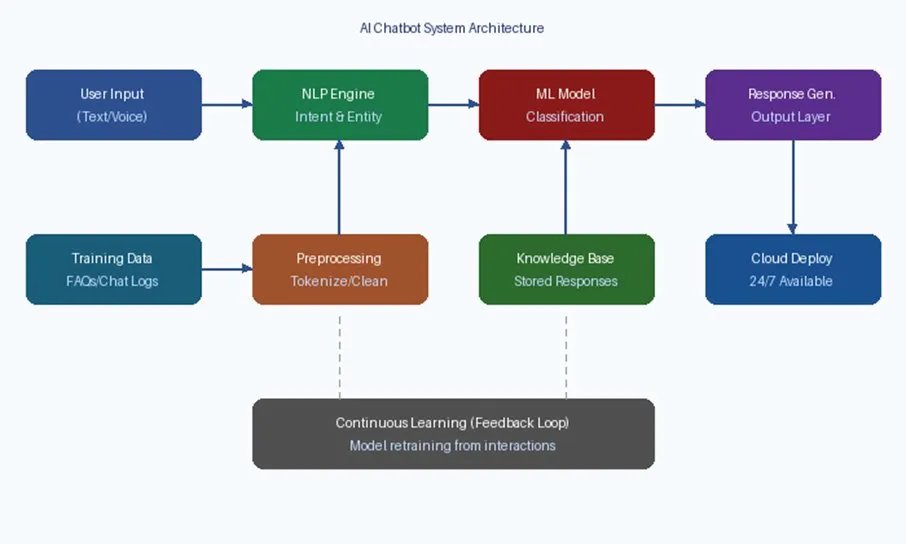 AI Chatbot System Architecture
User Input
(Text/Voice)
NLP Engine
Intent & Entity
ML Model
Classification
Response Gen.
Output Layer
Training Data
FAQs/Chat Logs
Preprocessing
Tokenize/Clean
Knowledge Base
Stored Responses
Cloud Deploy
24/7 Available
Continuous Learning (Feedback Loop)
Model retraining from interactions